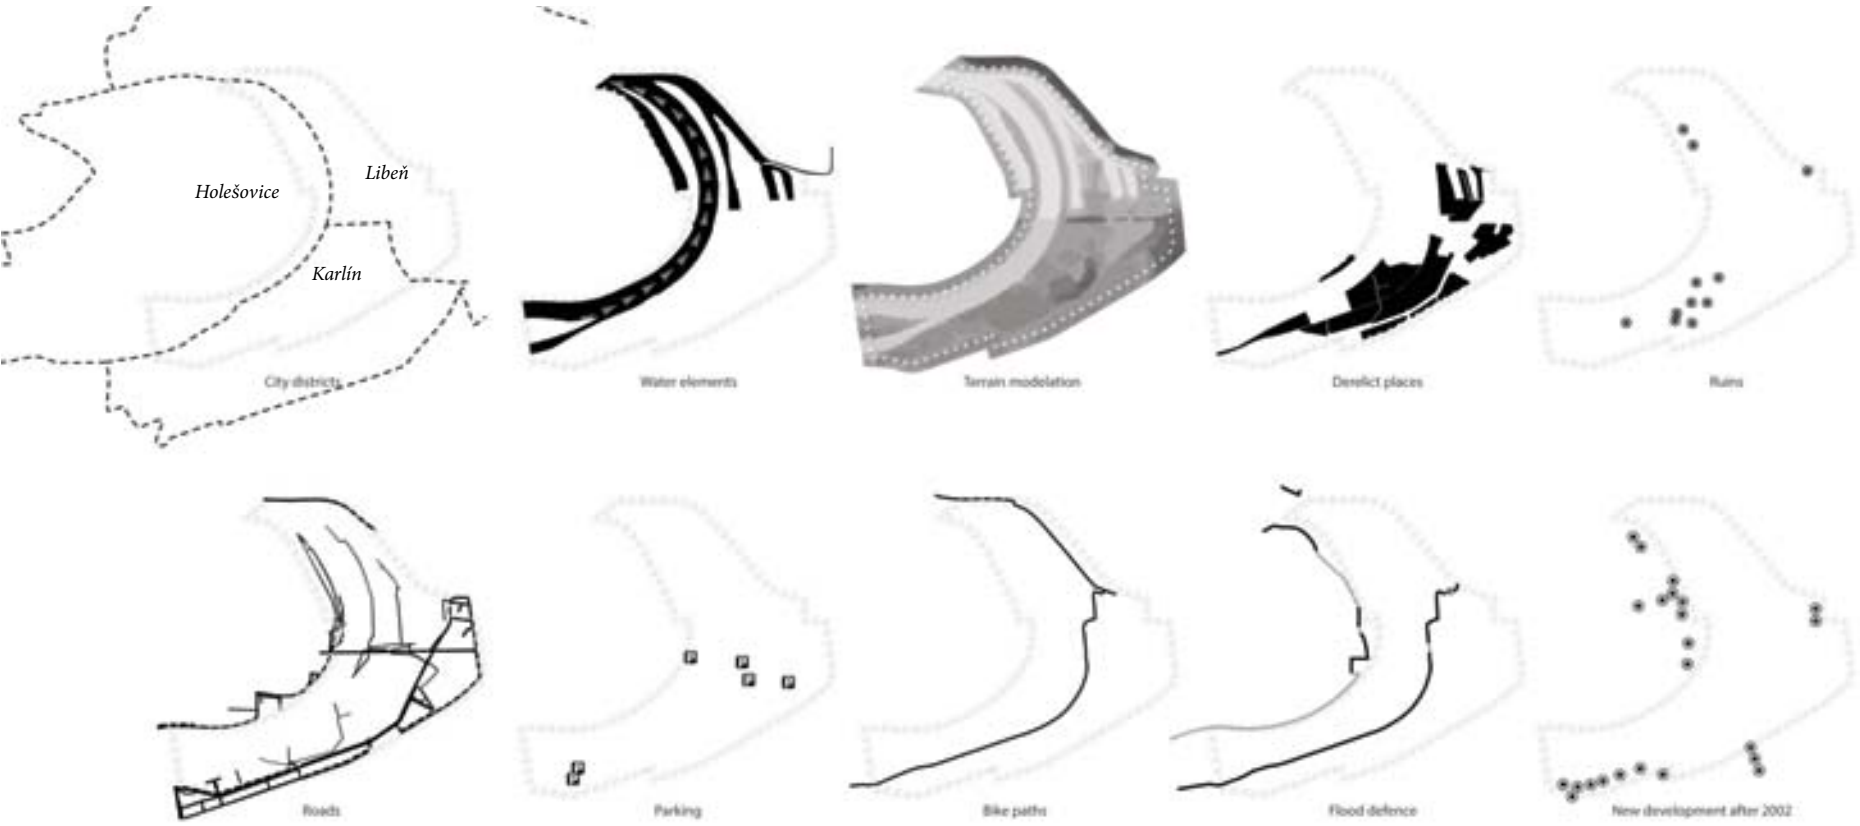 Libeň
Holešovice
Karlín
City districts
Water elements
Terrain modelation
Derelict places
Ruins
P
P
P
P
P
P
Roads
Parking
Bike paths
Flood defence
New development after 2002